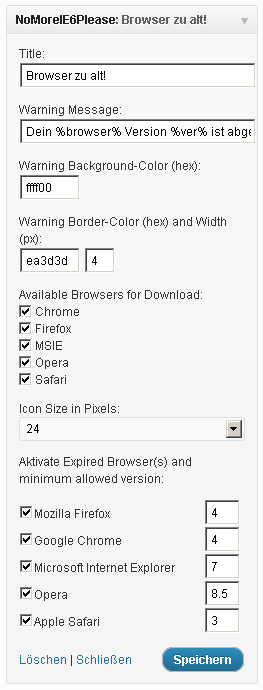 NoMoreIE6Please: Browser zu alt!
Title:
Browser zu alt!
Warning Message:
Dein %browser% Version %ver% ist abge
Warning Background-Color (hex):
ffff00
Warning Border-Color (hex) and Width
(px):
ea3d3d 4
Available Browsers for Download:
Chrome
Firefox
MSIE
Opera
Safari
Icon Size in Pixels:
24
Aktivate Expired Browser(s) and
minimum allowed version:
Mozilla Firefox 4
Google Chrome 4
Microsoft Internet Explorer 7
Opera 8.5
Apple Safari 3
Löschen | Schließen Speichern